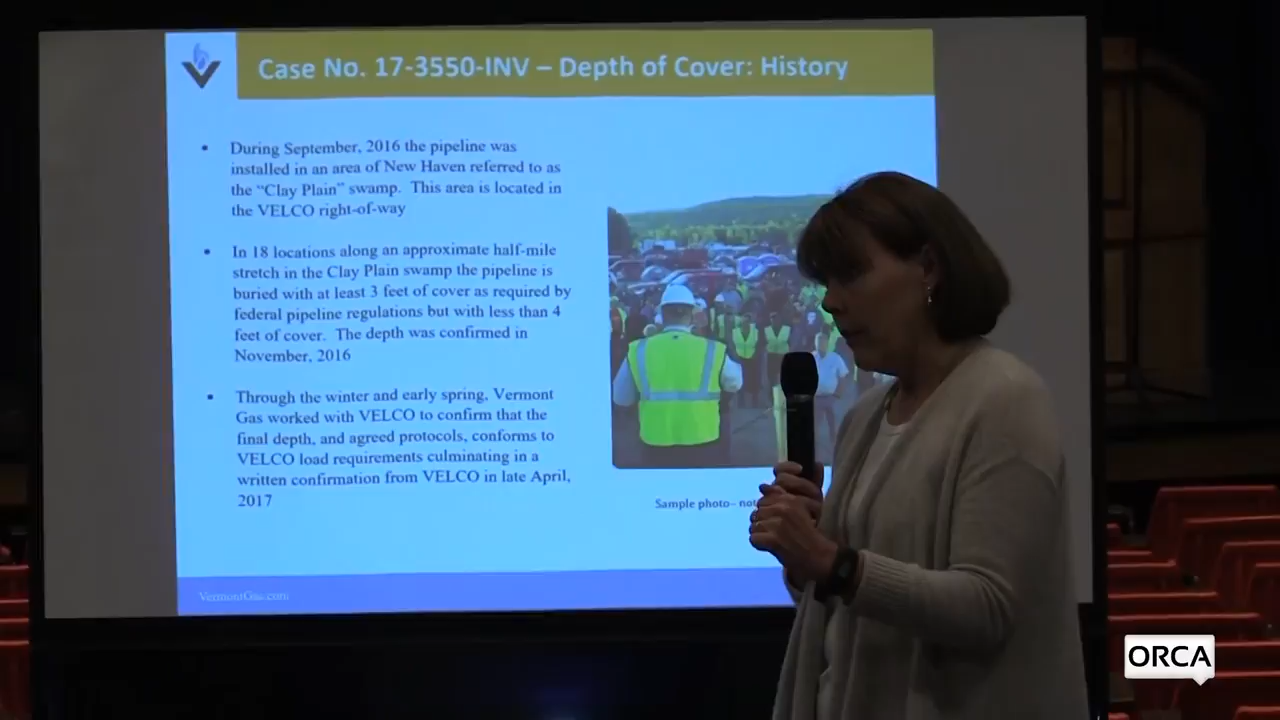 Case No. 17-3550-INV – Depth of Cover: History
• During September, 2016 the pipeline was
installed in an area of New Haven referred to as
the “Clay Plain” swamp. This area is located in
the VELCO right-of-way
• In 18 locations along an approximate half-mile
stretch in the Clay Plain swamp the pipeline is
buried with at least 3 feet of cover as required by
federal pipeline regulations but with less than 4
feet of cover. The depth was confirmed in
November, 2016
• Through the winter and early spring, Vermont
Gas worked with VELCO to confirm that the
final depth, and agreed protocols, conforms to
VELCO load requirements culminating in a
written confirmation from VELCO in late April,
2017
Sample photo– not
VermontGas.com
ORCA